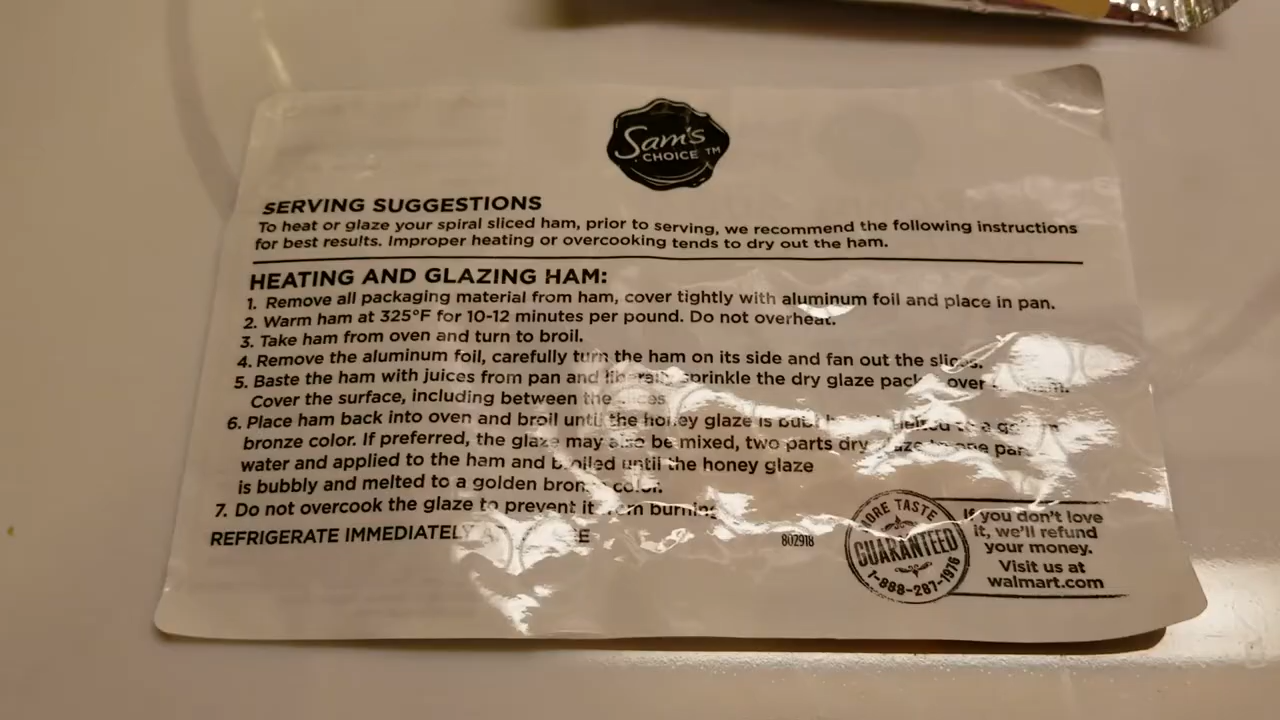 Sam's
CHOICE ™
SERVING SUGGESTIONS
To heat or glaze your spiral sliced ham, prior to serving, we recommend the following instructions
for best results. Improper heating or overcooking tends to dry out the ham.
HEATING AND GLAZING HAM:
1. Remove all packaging material from ham, cover tightly with aluminum foil and place in pan.
2. Warm ham at 325°F for 10-12 minutes per pound. Do not overheat.
3. Take ham from oven and turn to broil.
4. Remove the aluminum foil, carefully turn the ham on its side and fan out the slices.
5. Baste the ham with juices from pan and liberally sprinkle the dry glaze over
Cover the surface, including between the slices
6. Place ham back into oven and broil until the honey glaze is melted to a
bronze color. If preferred, the glaze may also be mixed, two parts dry glaze to one part
water and applied to the ham and broiled until the honey glaze
is bubbly and melted to a golden bronze color.
7. Do not overcook the glaze to prevent it from burning
REFRIGERATE IMMEDIATELY
802918
MORE TASTE
GUARANTEED
1-888-287-1976
If you don't love
it, we'll refund
your money.
Visit us at
walmart.com